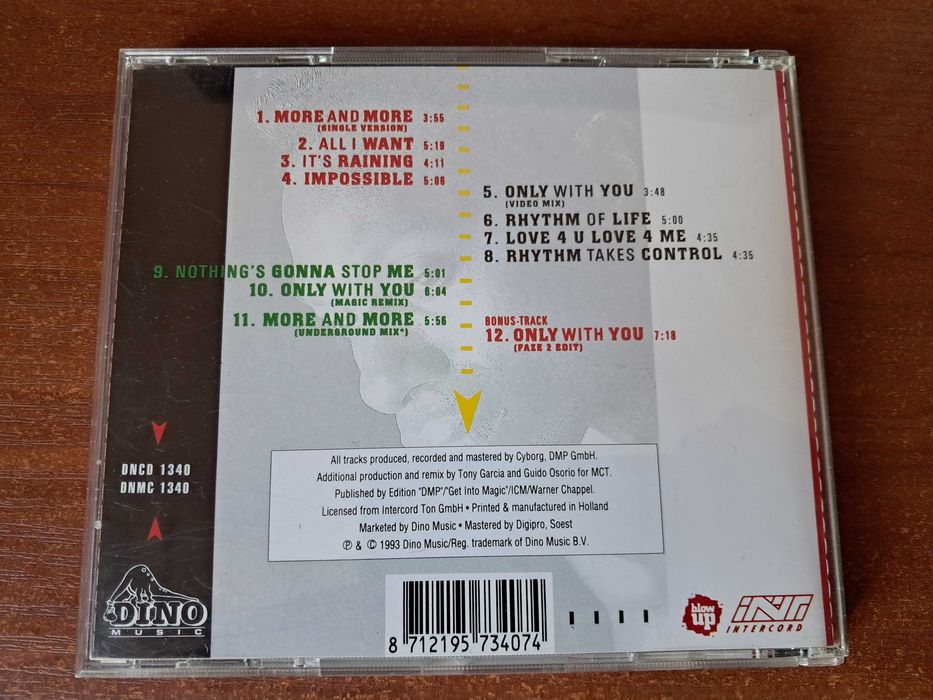 1. MORE AND MORE 3:55
(SINGLE VERSION)
2. ALL I WANT 5:19
3. IT'S RAINING 4:11
4. IMPOSSIBLE 5:06
5. ONLY WITH YOU 3:48
(VIDEO MIX)
6. RHYTHM OF LIFE 5:00
7. LOVE 4 U LOVE 4 ME 4:35
8. RHYTHM TAKES CONTROL 4:35
9. NOTHING'S GONNA STOP ME 5:01
10. ONLY WITH YOU 6:04
(MAGIC REMIX)
11. MORE AND MORE 5:56
(UNDERGROUND MIX*)
BONUS-TRACK
12. ONLY WITH YOU 7:18
(FAZE 2 EDIT)
DNCD 1340
DNMC 1340
All tracks produced, recorded and mastered by Cyborg, DMP GmbH.
Additional production and remix by Tony Garcia and Guido Osorio for MCT.
Published by Edition "DMP"/"Get Into Magic"/ICM/Warner Chappel.
Licensed from Intercord Ton GmbH • Printed & manufactured in Holland
Marketed by Dino Music • Mastered by Digipro, Soest
℗ & © 1993 Dino Music/Reg. trademark of Dino Music B.V.
DINO
MUSIC
8 712195 734074
blow
up
INTERCORD